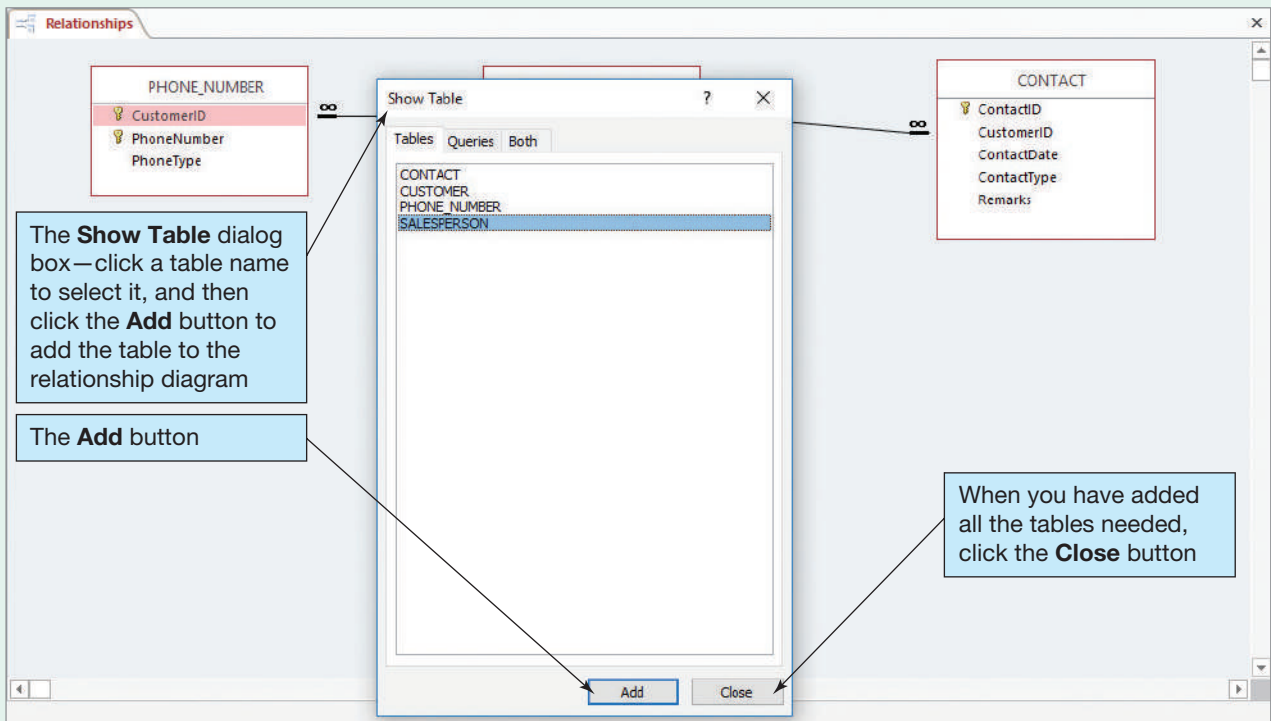 Relationships
PHONE_NUMBER
CustomerID
PhoneNumber
PhoneType
∞
Show Table
?
Tables Queries Both
CONTACT
CUSTOMER
PHONE_NUMBER
SALESPERSON
∞
CONTACT
ContactID
CustomerID
ContactDate
ContactType
Remarks
The Show Table dialog
box—click a table name
to select it, and then
click the Add button to
add the table to the
relationship diagram
The Add button
When you have added
all the tables needed,
click the Close button
Add Close